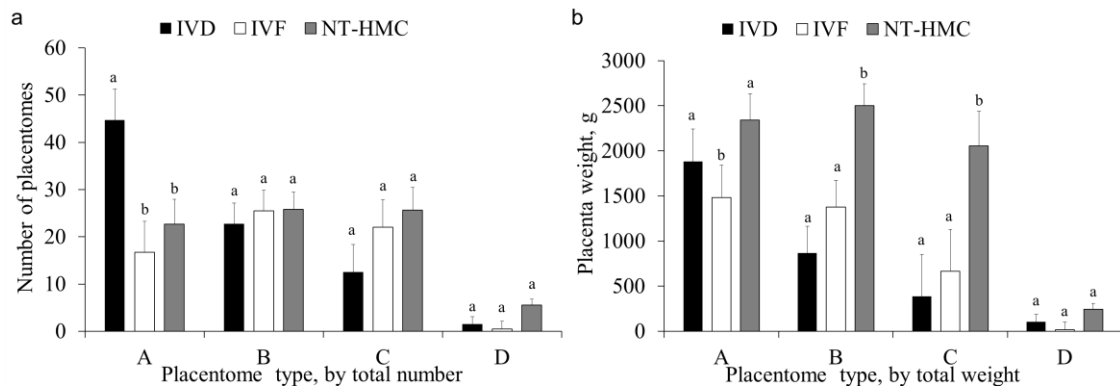 a
IVD IVF NT-HMC
Number of placentomes
60
50
40
30
20
10
0
a
b
b
a
a
a
a
a
a
a
a
a
A B C D
Placentome type, by total number
b
IVD IVF NT-HMC
Placenta weight, g
3000
2500
2000
1500
1000
500
0
a
b
a
a
a
b
a
a
b
a
a
a
A B C D
Placentome type, by total weight